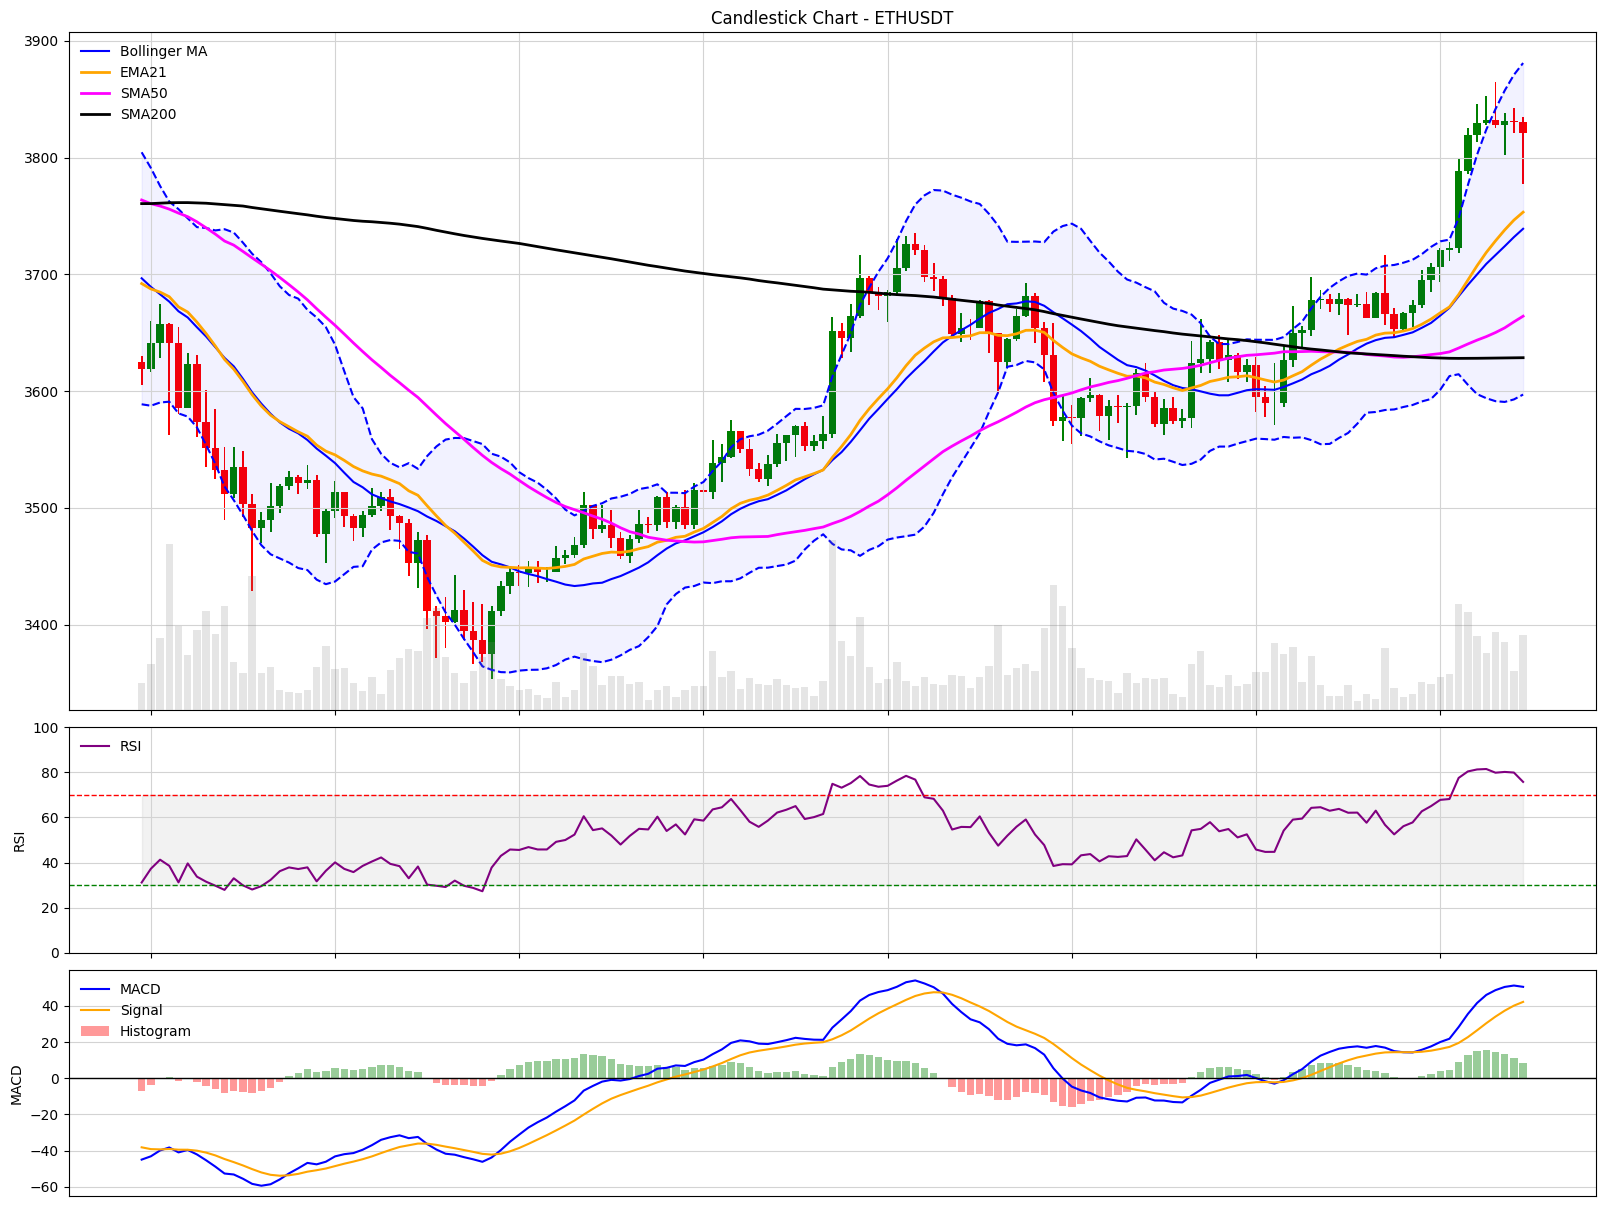 Candlestick Chart - ETHUSDT
3900
3800
3700
3600
3500
3400
Bollinger MA
EMA21
SMA50
SMA200
100
80
60
40
20
0
RSI
RSI
40
20
0
−20
−40
−60
MACD
MACD
Signal
Histogram